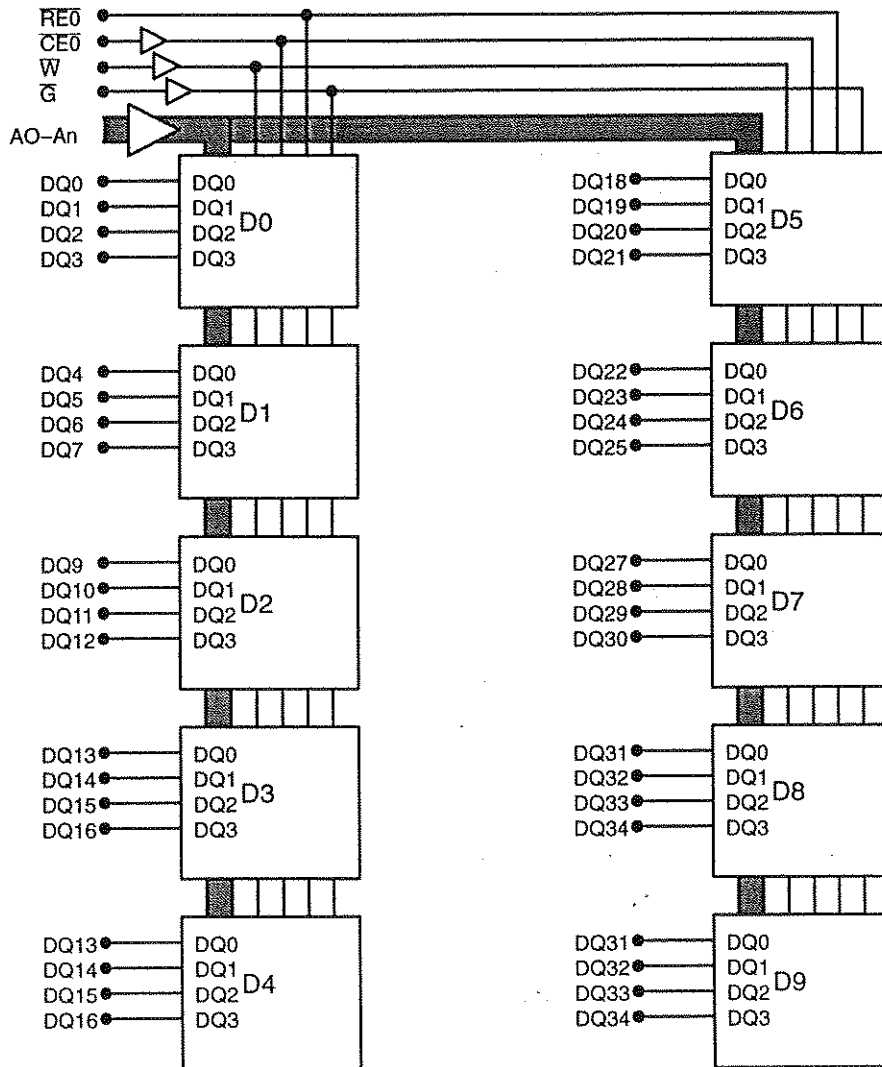 RE0
CE0
W
G
AO–An
DQ0
DQ1
DQ2
DQ3
DQ0
DQ1
DQ2
DQ3
D0
DQ18
DQ19
DQ20
DQ21
DQ0
DQ1
DQ2
DQ3
D5
DQ4
DQ5
DQ6
DQ7
DQ0
DQ1
DQ2
DQ3
D1
DQ22
DQ23
DQ24
DQ25
DQ0
DQ1
DQ2
DQ3
D6
DQ9
DQ10
DQ11
DQ12
DQ0
DQ1
DQ2
DQ3
D2
DQ27
DQ28
DQ29
DQ30
DQ0
DQ1
DQ2
DQ3
D7
DQ13
DQ14
DQ15
DQ16
DQ0
DQ1
DQ2
DQ3
D3
DQ31
DQ32
DQ33
DQ34
DQ0
DQ1
DQ2
DQ3
D8
DQ13
DQ14
DQ15
DQ16
DQ0
DQ1
DQ2
DQ3
D4
DQ31
DQ32
DQ33
DQ34
DQ0
DQ1
DQ2
DQ3
D9